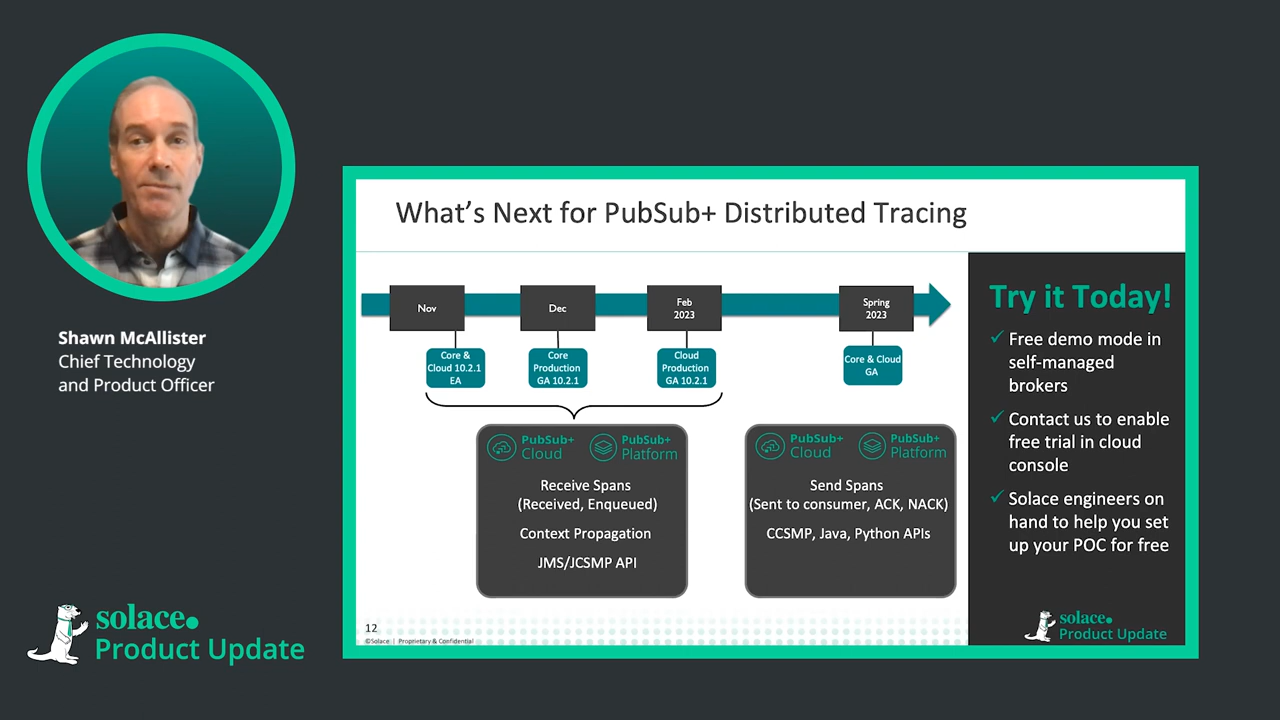 Shawn McAllister
Chief Technology
and Product Officer
solace.
Product Update
What's Next for PubSub+ Distributed Tracing
Nov
Dec
Feb
2023
Spring
2023
Core &
Cloud 10.2.1
EA
Core
Production
GA 10.2.1
Cloud
Production
GA 10.2.1
Core & Cloud
GA
PubSub+
Cloud
PubSub+
Platform
Receive Spans
(Received, Enqueued)
Context Propagation
JMS/JCSMP API
PubSub+
Cloud
PubSub+
Platform
Send Spans
(Sent to consumer, ACK, NACK)
CCSMP, Java, Python APIs
Try it Today!
✓ Free demo mode in
self-managed
brokers
✓ Contact us to enable
free trial in cloud
console
✓ Solace engineers on
hand to help you set
up your POC for free
12
©Solace | Proprietary & Confidential
solace.
Product Update